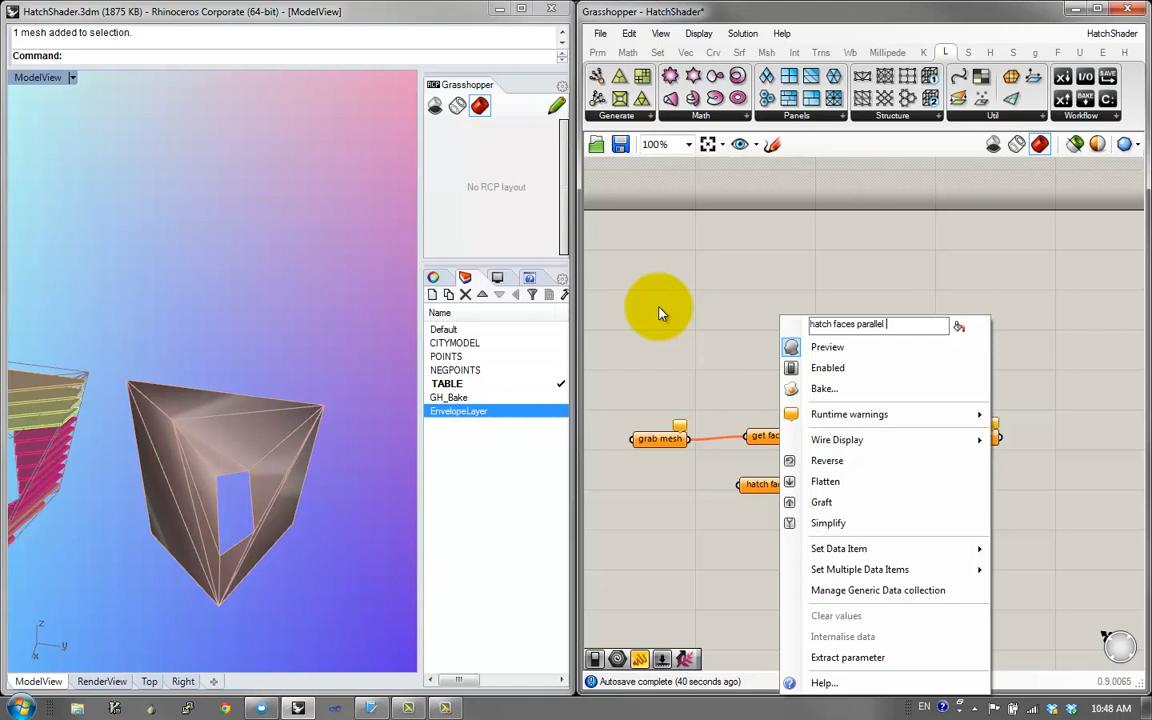 HatchShader.3dm (1875 KB) - Rhinoceros Corporate (64-bit) - [ModelView]
1 mesh added to selection.
Command:
ModelView
Grasshopper
No RCP layout
Name
Default
CITYMODEL
POINTS
NEGPOINTS
TABLE
GH_Bake
EnvelopeLayer
z
y
x
ModelView
RenderView
Top
Right
Grasshopper - HatchShader*
File
Edit
View
Display
Solution
Help
HatchShader
Prm
Math
Set
Vec
Crv
Srf
Msh
Int
Trns
Wb
Millipede
K
L
S
H
S
g
F
U
E
H
Generate
Math
Panels
Structure
Util
Workflow
I/O
SAVE
BAKE
C:
100%
grab mesh
get fac
hatch fac
hatch faces parallel
Preview
Enabled
Bake...
Runtime warnings
Wire Display
Reverse
Flatten
Graft
Simplify
Set Data Item
Set Multiple Data Items
Manage Generic Data collection
Clear values
Internalise data
Extract parameter
Help...
Autosave complete (40 seconds ago)
0.9.0065
EN
10:48 AM